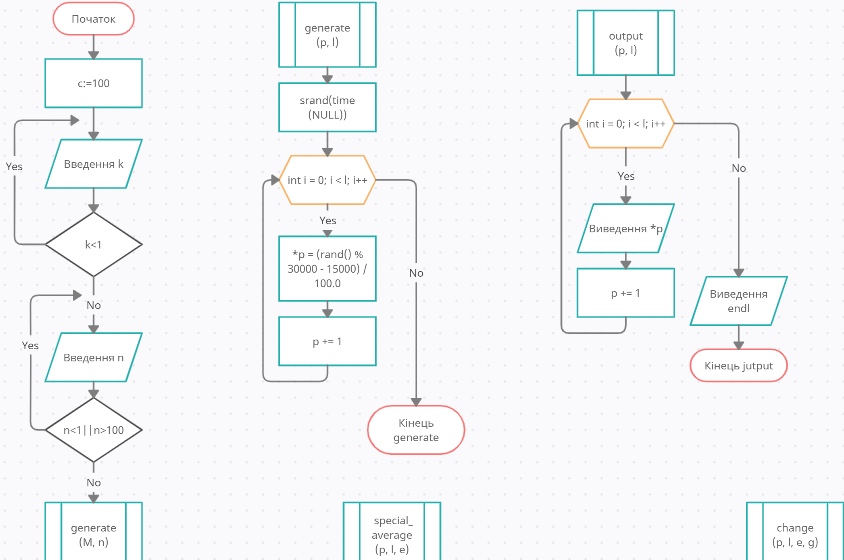 Початок
c:=100
Введення k
Yes
k<1
No
Введення n
Yes
n<1||n>100
No
generate
(M, n)
generate
(p, l)
srand(time
(NULL))
int i = 0; i < l; i++
Yes
No
*p = (rand() %
30000 - 15000) /
100.0
p += 1
Кінець
generate
special_
average
(p, l, e)
output
(p, l)
int i = 0; i < l; i++
Yes
No
Виведення *p
p += 1
Виведення
endl
Кінець jutput
change
(p, l, e, g)